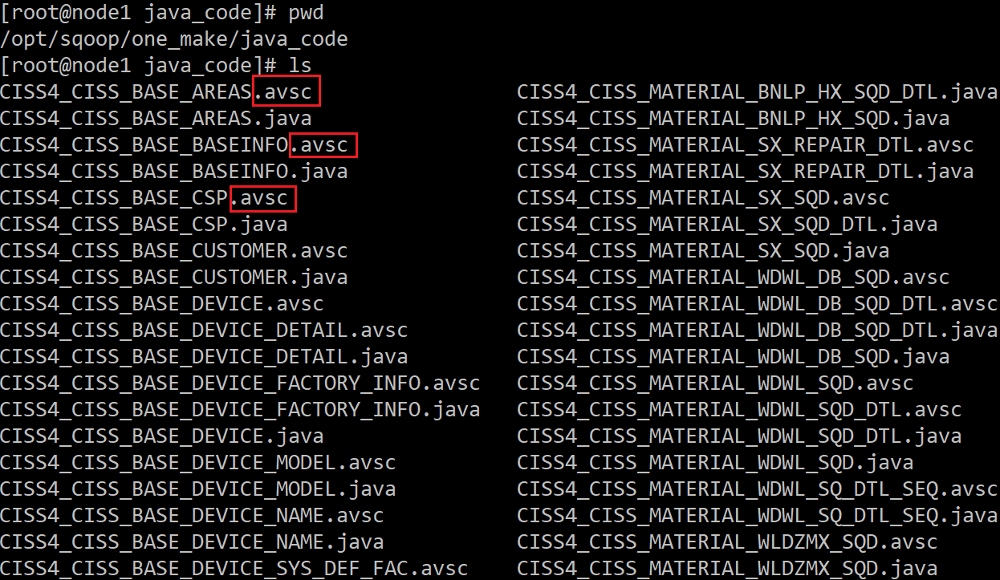 [root@node1 java_code]# pwd
/opt/sqoop/one_make/java_code
[root@node1 java_code]# ls
CISS4_CISS_BASE_AREAS.avsc CISS4_CISS_MATERIAL_BNLP_HX_SQD_DTL.java
CISS4_CISS_BASE_AREAS.java CISS4_CISS_MATERIAL_BNLP_HX_SQD.java
CISS4_CISS_BASE_BASEINFO.avsc CISS4_CISS_MATERIAL_SX_REPAIR_DTL.avsc
CISS4_CISS_BASE_BASEINFO.java CISS4_CISS_MATERIAL_SX_REPAIR_DTL.java
CISS4_CISS_BASE_CSP.avsc CISS4_CISS_MATERIAL_SX_SQD.avsc
CISS4_CISS_BASE_CSP.java CISS4_CISS_MATERIAL_SX_SQD_DTL.java
CISS4_CISS_BASE_CUSTOMER.avsc CISS4_CISS_MATERIAL_SX_SQD.java
CISS4_CISS_BASE_CUSTOMER.java CISS4_CISS_MATERIAL_WDWL_DB_SQD.avsc
CISS4_CISS_BASE_DEVICE.avsc CISS4_CISS_MATERIAL_WDWL_DB_SQD_DTL.avsc
CISS4_CISS_BASE_DEVICE_DETAIL.avsc CISS4_CISS_MATERIAL_WDWL_DB_SQD_DTL.java
CISS4_CISS_BASE_DEVICE_DETAIL.java CISS4_CISS_MATERIAL_WDWL_DB_SQD.java
CISS4_CISS_BASE_DEVICE_FACTORY_INFO.avsc CISS4_CISS_MATERIAL_WDWL_SQD.avsc
CISS4_CISS_BASE_DEVICE_FACTORY_INFO.java CISS4_CISS_MATERIAL_WDWL_SQD_DTL.avsc
CISS4_CISS_BASE_DEVICE.java CISS4_CISS_MATERIAL_WDWL_SQD_DTL.java
CISS4_CISS_BASE_DEVICE_MODEL.avsc CISS4_CISS_MATERIAL_WDWL_SQD.java
CISS4_CISS_BASE_DEVICE_MODEL.java CISS4_CISS_MATERIAL_WDWL_SQ_DTL_SEQ.avsc
CISS4_CISS_BASE_DEVICE_NAME.avsc CISS4_CISS_MATERIAL_WDWL_SQ_DTL_SEQ.java
CISS4_CISS_BASE_DEVICE_NAME.java CISS4_CISS_MATERIAL_WLDZMX_SQD.avsc
CISS4_CISS_BASE_DEVICE_SYS_DEF_FAC.avsc CISS4_CISS_MATERIAL_WLDZMX_SQD.java